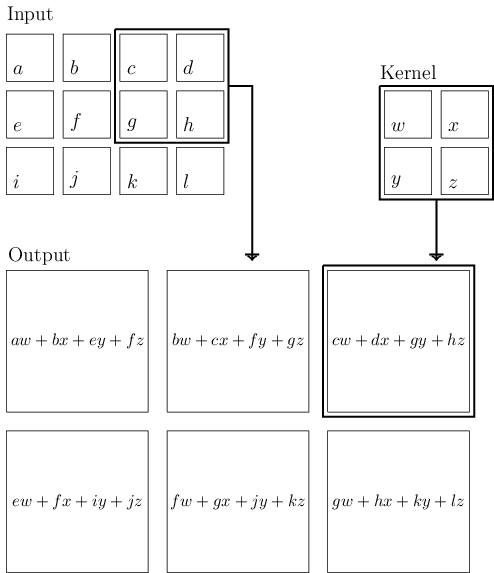 Input
a b c d
Kernel
e f g h
w x
i j k l
y z
Output
aw + bx + ey + fz
bw + cx + fy + gz
cw + dx + gy + hz
ew + fx + iy + jz
fw + gx + jy + kz
gw + hx + ky + lz